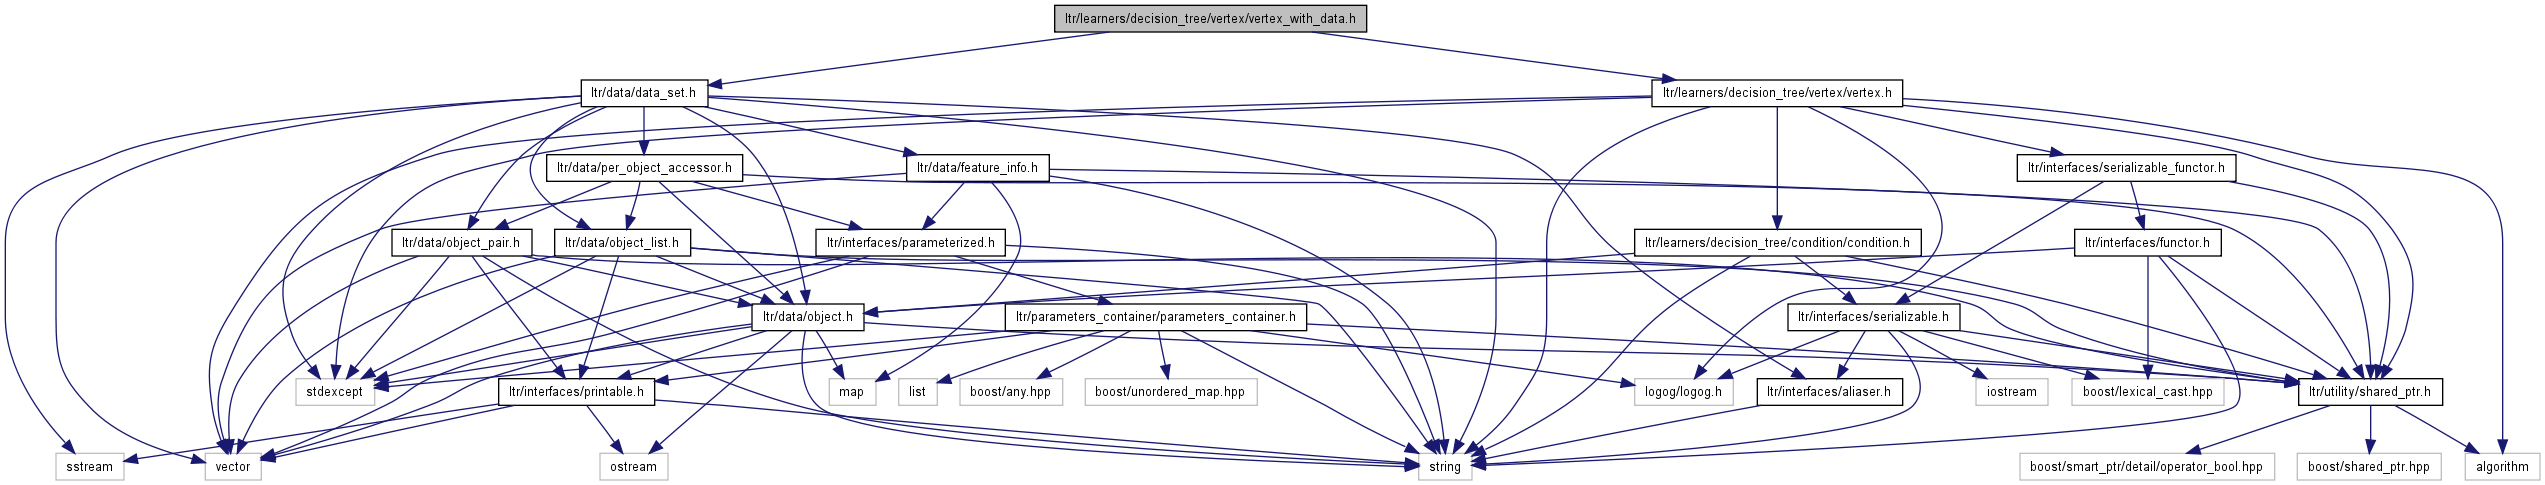 ltr/learners/decision_tree/vertex/vertex_with_data.h
ltr/data/data_set.h
ltr/learners/decision_tree/vertex/vertex.h
ltr/data/per_object_accessor.h
ltr/data/feature_info.h
ltr/interfaces/serializable_functor.h
ltr/data/object_pair.h
ltr/data/object_list.h
ltr/interfaces/parameterized.h
ltr/learners/decision_tree/condition/condition.h
ltr/interfaces/functor.h
ltr/data/object.h
ltr/parameters_container/parameters_container.h
ltr/interfaces/serializable.h
stdexcept
ltr/interfaces/printable.h
map
list
boost/any.hpp
boost/unordered_map.hpp
logog/logog.h
ltr/interfaces/aliaser.h
iostream
boost/lexical_cast.hpp
ltr/utility/shared_ptr.h
sstream
vector
ostream
string
boost/smart_ptr/detail/operator_bool.hpp
boost/shared_ptr.hpp
algorithm